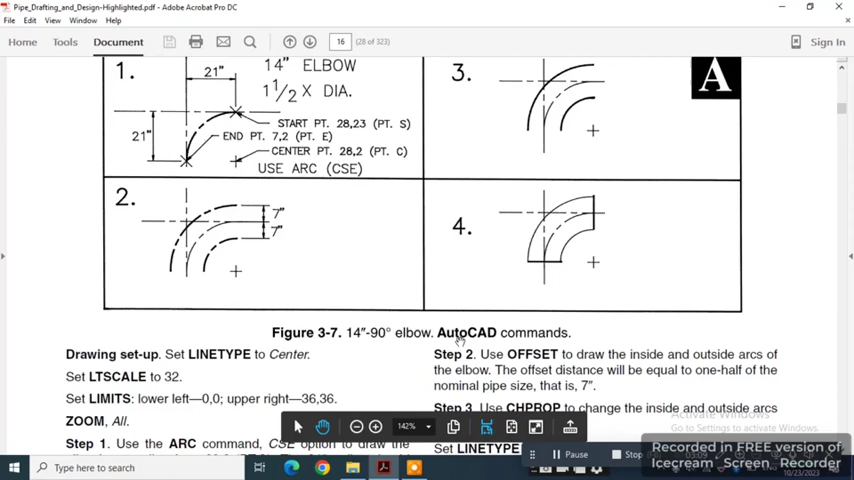 Pipe_Drafting_and_Design-Highlighted.pdf - Adobe Acrobat Pro DC
File Edit View Window Help
Home Tools Document 16 (28 of 323) Sign In
1.
21"
14" ELBOW
1 1/2 X DIA.
START PT. 28,23 (PT. S)
21"
END PT. 7,2 (PT. E)
CENTER PT. 28,2 (PT. C)
USE ARC (CSE)
3.
A
2.
7"
7"
4.
Figure 3-7. 14″-90° elbow. AutoCAD commands.
Drawing set-up. Set LINETYPE to Center.
Set LTSCALE to 32.
Set LIMITS: lower left—0,0; upper right—36,36.
ZOOM, All.
Step 1. Use the ARC command, CSE option to draw the
Step 2. Use OFFSET to draw the inside and outside arcs of
the elbow. The offset distance will be equal to one-half of the
nominal pipe size, that is, 7″.
Step 3. Use CHPROP to change the inside and outside arcs
Set LINETYPE
142%
Activate Windows
Go to Settings to activate Windows.
Pause
Stop
03:09
Recorded in FREE version of
Icecream Screen Recorder
Type here to search
10/23/2023